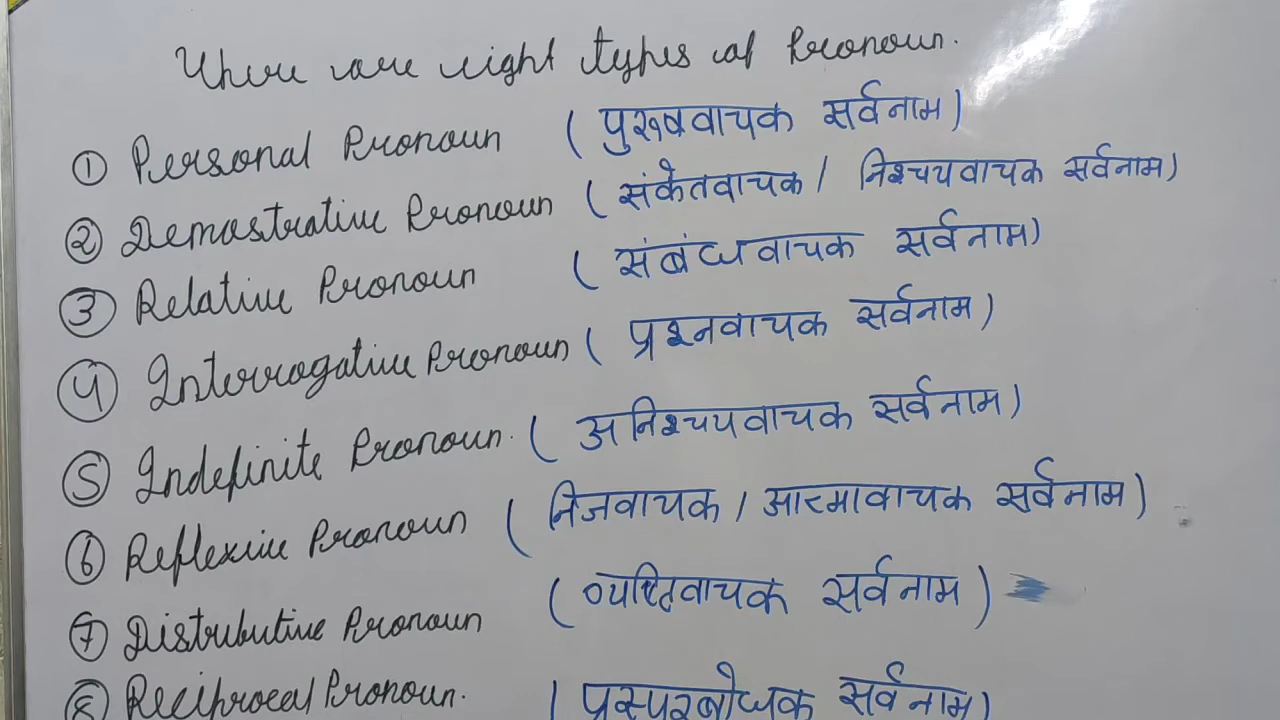 There are eight types of Pronoun.
① Personal Pronoun (पुरुषवाचक सर्वनाम)
② Demostrative Pronoun (संकेतवाचक / निश्चयवाचक सर्वनाम)
③ Relative Pronoun (संबंधवाचक सर्वनाम)
④ Interrogative Pronoun (प्रश्नवाचक सर्वनाम)
⑤ Indefinite Pronoun. (अनिश्चयवाचक सर्वनाम)
⑥ Reflexive Pronoun (निजवाचक / आत्मावाचक सर्वनाम)
⑦ Distributive Pronoun (व्यष्टिवाचक सर्वनाम)
⑧ Reciprocal Pronoun. (प्रस्परबोधक सर्वनाम)